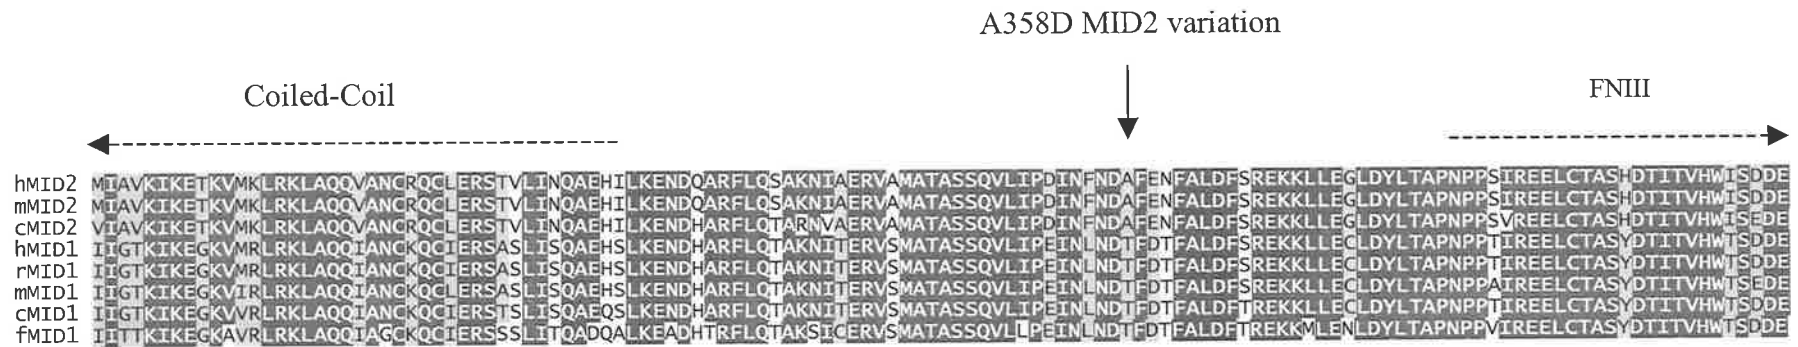 A358D MID2 variation
Coiled-Coil
FNIII
hMID2 MIAVKIKETKVMKLRKLAQQVANCRQCLERSTVLINQAEHILKENDQARFLQSAKNIAERVAMATASSQVLIPDINFNDAFENFALDFSREKKLLEGLDYLTAPNPPSIREELCTASHDTITVHWISDDE
mMID2 MIAVKIKETKVMKLRKLAQQVANCRQCLERSTVLINQAEHILKENDQARFLQSAKNIAERVAMATASSQVLIPDINFNDAFENFALDFSREKKLLEGLDYLTAPNPPSIREELCTASHDTITVHWISDDE
cMID2 VIAVKIKETKVMKLRKLAQQVANCRQCLERSTVLINQAEHILKENDHARFLQTARNVAERVAMATASSQVLIPDINFNDAFENFALDFSREKKLLEGLDYLTAPNPPSVREELCTASHDTITVHWISEDE
hMID1 IIGTKIKEGKVMRLRKLAQQIANCKQCIERSASLISQAEHSLKENDHARFLQTAKNITERVSMATASSQVLIPEINLNDTFDTFALDFSREKKLLECLDYLTAPNPPTIREELCTASYDTITVHWTSDDE
rMID1 IIGTKIKEGKVMRLRKLAQQIANCKQCIERSASLISQAEHSLKENDHARFLQTAKNITERVSMATASSQVLIPEINLNDTFDTFALDFSREKKLLECLDYLTAPNPPTIREELCTASYDTITVHWTSDDE
mMID1 IIGTKIKEGKVIRLRKLAQQIANCKQCLERSASLISQAEHSLKENDHARFLQTAKNITERVSMATASSQVLIPEINLNDTFDTFALDFSREKKLLECLDYLTAPNPPAIREELCTASYDTITVHWTSEDE
cMID1 IIGTKIKEGKVVRLRKLAQQIANCKQCIERSTSLISQAEQSLKENDHARFLQTAKNITERVSMATASSQVLIPEINLNDTFDTFALDFTREKKLLECLDYLTAPNPPTIREELCTASYDTITVHWTSDDE
fMID1 IITTKIKEGKAVRLRKLAQQIAGCKQCIERSSSLITQADQALKEADHTRFLQTAKSICERVSMATASSQVLLPEINLNDTFDTFALDFTREKKMLENLDYLTAPNPPVIREELCTASYDTITVHWTSDDE